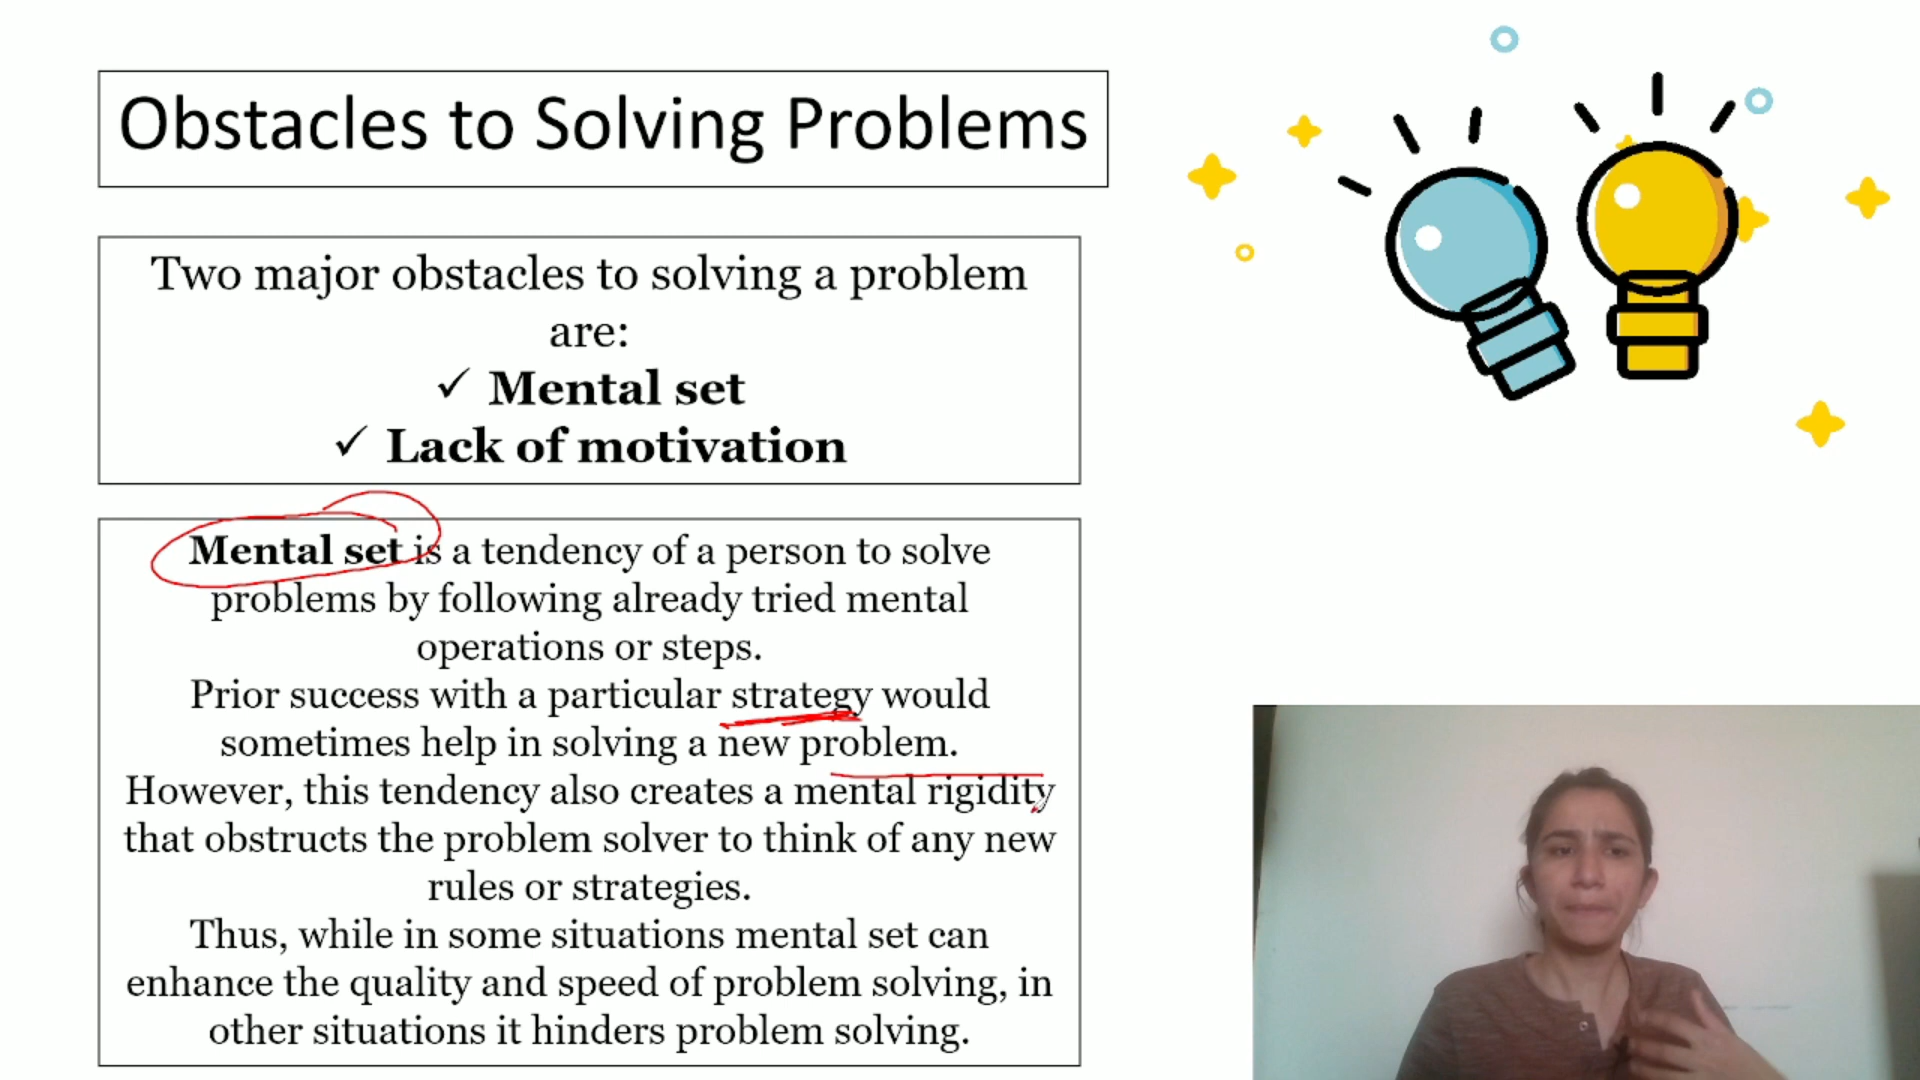 Obstacles to Solving Problems
Two major obstacles to solving a problem
are:
✓ Mental set
✓ Lack of motivation
Mental set is a tendency of a person to solve
problems by following already tried mental
operations or steps.
Prior success with a particular strategy would
sometimes help in solving a new problem.
However, this tendency also creates a mental rigidity
that obstructs the problem solver to think of any new
rules or strategies.
Thus, while in some situations mental set can
enhance the quality and speed of problem solving, in
other situations it hinders problem solving.